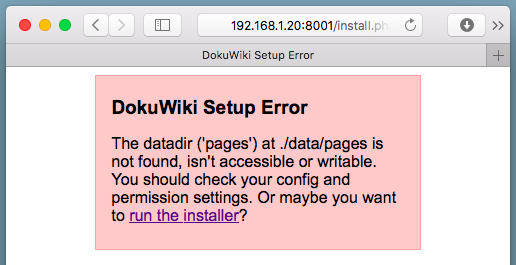 192.168.1.20:8001/install.ph
DokuWiki Setup Error
DokuWiki Setup Error
The datadir ('pages') at ./data/pages is
not found, isn't accessible or writable.
You should check your config and
permission settings. Or maybe you want
to run the installer?